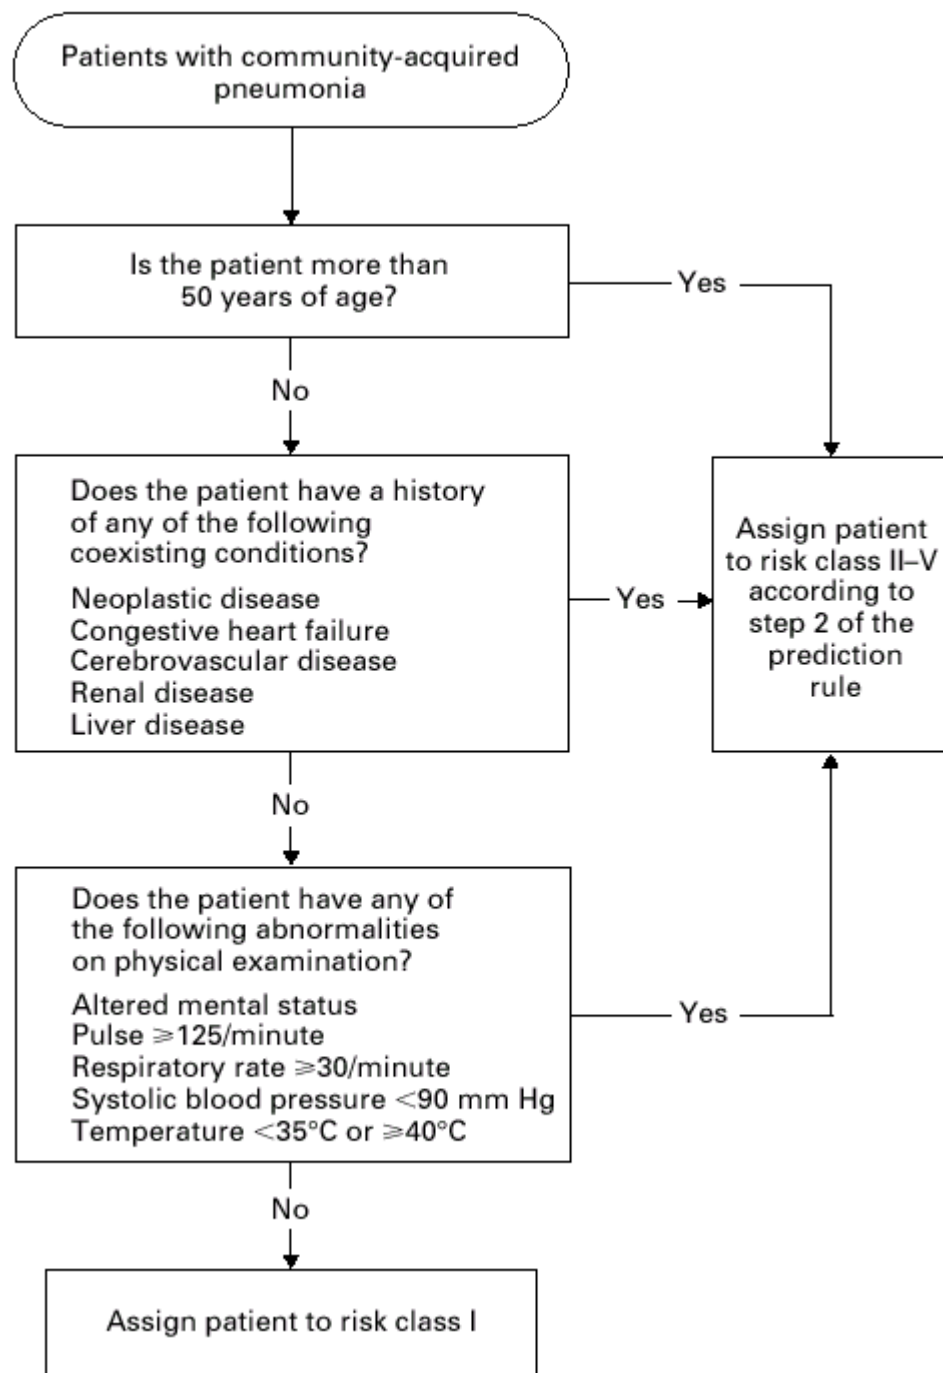 Patients with community-acquired
pneumonia
Is the patient more than
50 years of age?
Yes
No
Does the patient have a history
of any of the following
coexisting conditions?
Neoplastic disease
Congestive heart failure
Cerebrovascular disease
Renal disease
Liver disease
Yes
Assign patient
to risk class II–V
according to
step 2 of the
prediction
rule
No
Does the patient have any of
the following abnormalities
on physical examination?
Altered mental status
Pulse ⩾125/minute
Respiratory rate ⩾30/minute
Systolic blood pressure <90 mm Hg
Temperature <35°C or ⩾40°C
Yes
No
Assign patient to risk class I